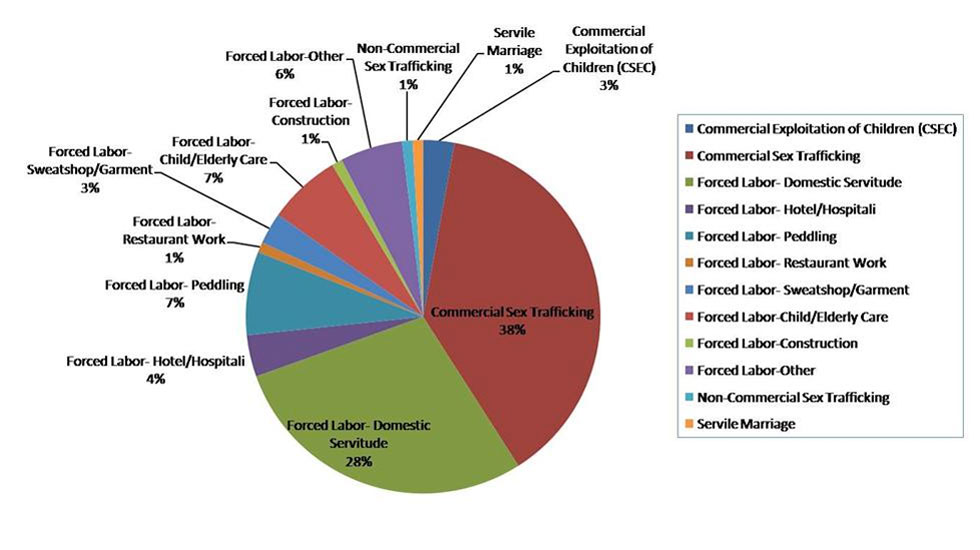 Servile
Marriage
1%
Commercial
Exploitation of
Children (CSEC)
3%
Non-Commercial
Sex Trafficking
1%
Forced Labor-Other
6%
Forced Labor-
Construction
1%
Forced Labor-
Child/Elderly Care
7%
Forced Labor-
Sweatshop/Garment
3%
Forced Labor-
Restaurant Work
1%
Forced Labor- Peddling
7%
Forced Labor- Hotel/Hospitali
4%
Commercial Sex Trafficking
38%
Forced Labor- Domestic
Servitude
28%
Commercial Exploitation of Children (CSEC)
Commercial Sex Trafficking
Forced Labor- Domestic Servitude
Forced Labor- Hotel/Hospitali
Forced Labor- Peddling
Forced Labor- Restaurant Work
Forced Labor- Sweatshop/Garment
Forced Labor-Child/Elderly Care
Forced Labor-Construction
Forced Labor-Other
Non-Commercial Sex Trafficking
Servile Marriage